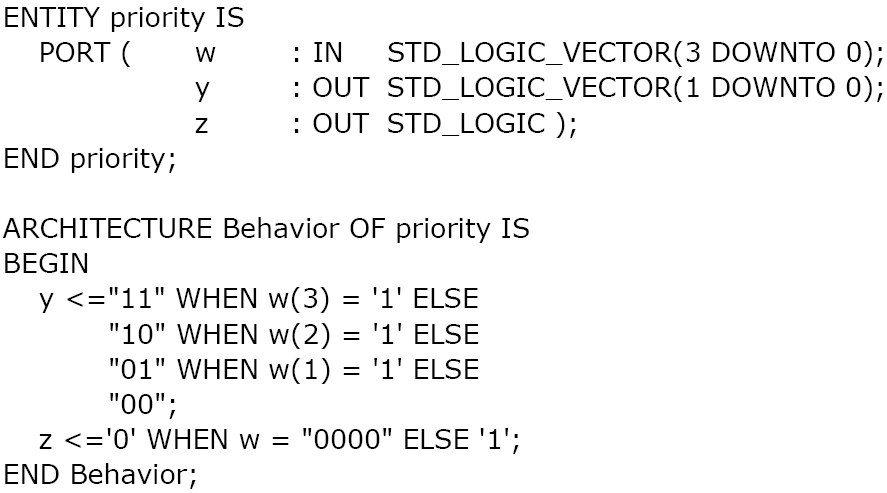 ENTITY priority IS
PORT ( w : IN STD_LOGIC_VECTOR(3 DOWNTO 0);
y : OUT STD_LOGIC_VECTOR(1 DOWNTO 0);
z : OUT STD_LOGIC );
END priority;
ARCHITECTURE Behavior OF priority IS
BEGIN
y <="11" WHEN w(3) = '1' ELSE
"10" WHEN w(2) = '1' ELSE
"01" WHEN w(1) = '1' ELSE
"00";
z <='0' WHEN w = "0000" ELSE '1';
END Behavior;